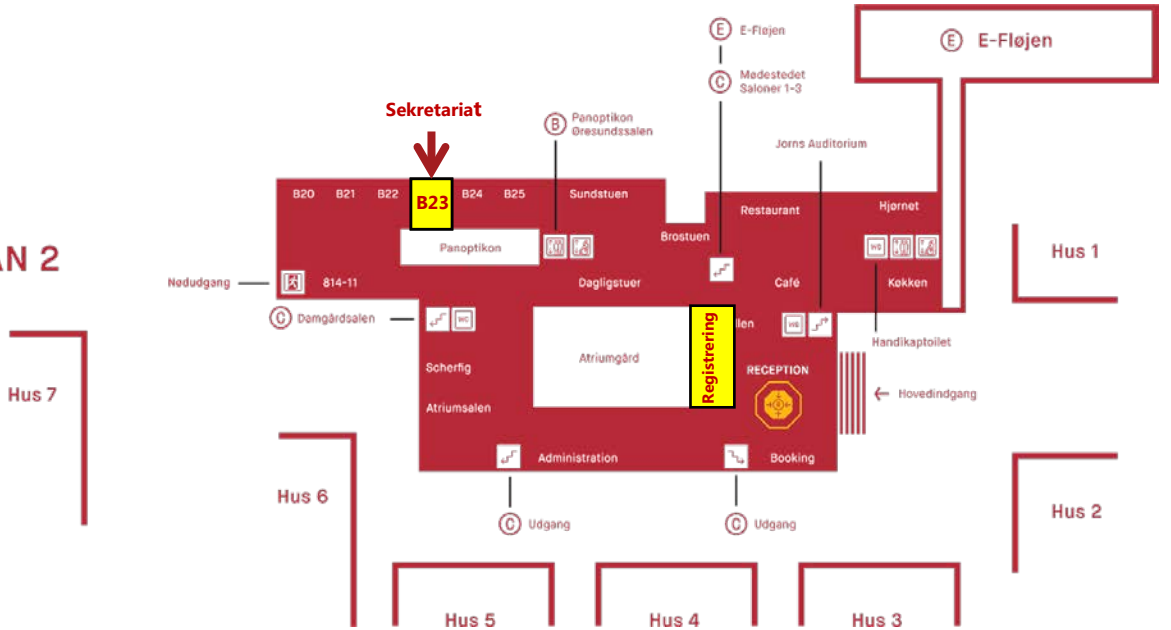 E E-Fløjen
E E-Fløjen
C Mødestedet
Saloner 1-3
Sekretariat
B Panoptikon
Øresundssalen
Jorns Auditorium
B20
B21
B22
B23
B24
B25
Sundstuen
Restaurant
Hjørnet
Brostuen
Panoptikon
WC
Hus 1
AN 2
Nødudgang
814-11
Dagligstuer
Café
Køkken
C Damgårdsalen
WC
Registrering
llen
WC
Handikaptoilet
Atriumgård
Scherfig
RECEPTION
Hus 7
Hovedindgang
Atriumsalen
Administration
Booking
Hus 6
Hus 2
C Udgang
C Udgang
Hus 5
Hus 4
Hus 3